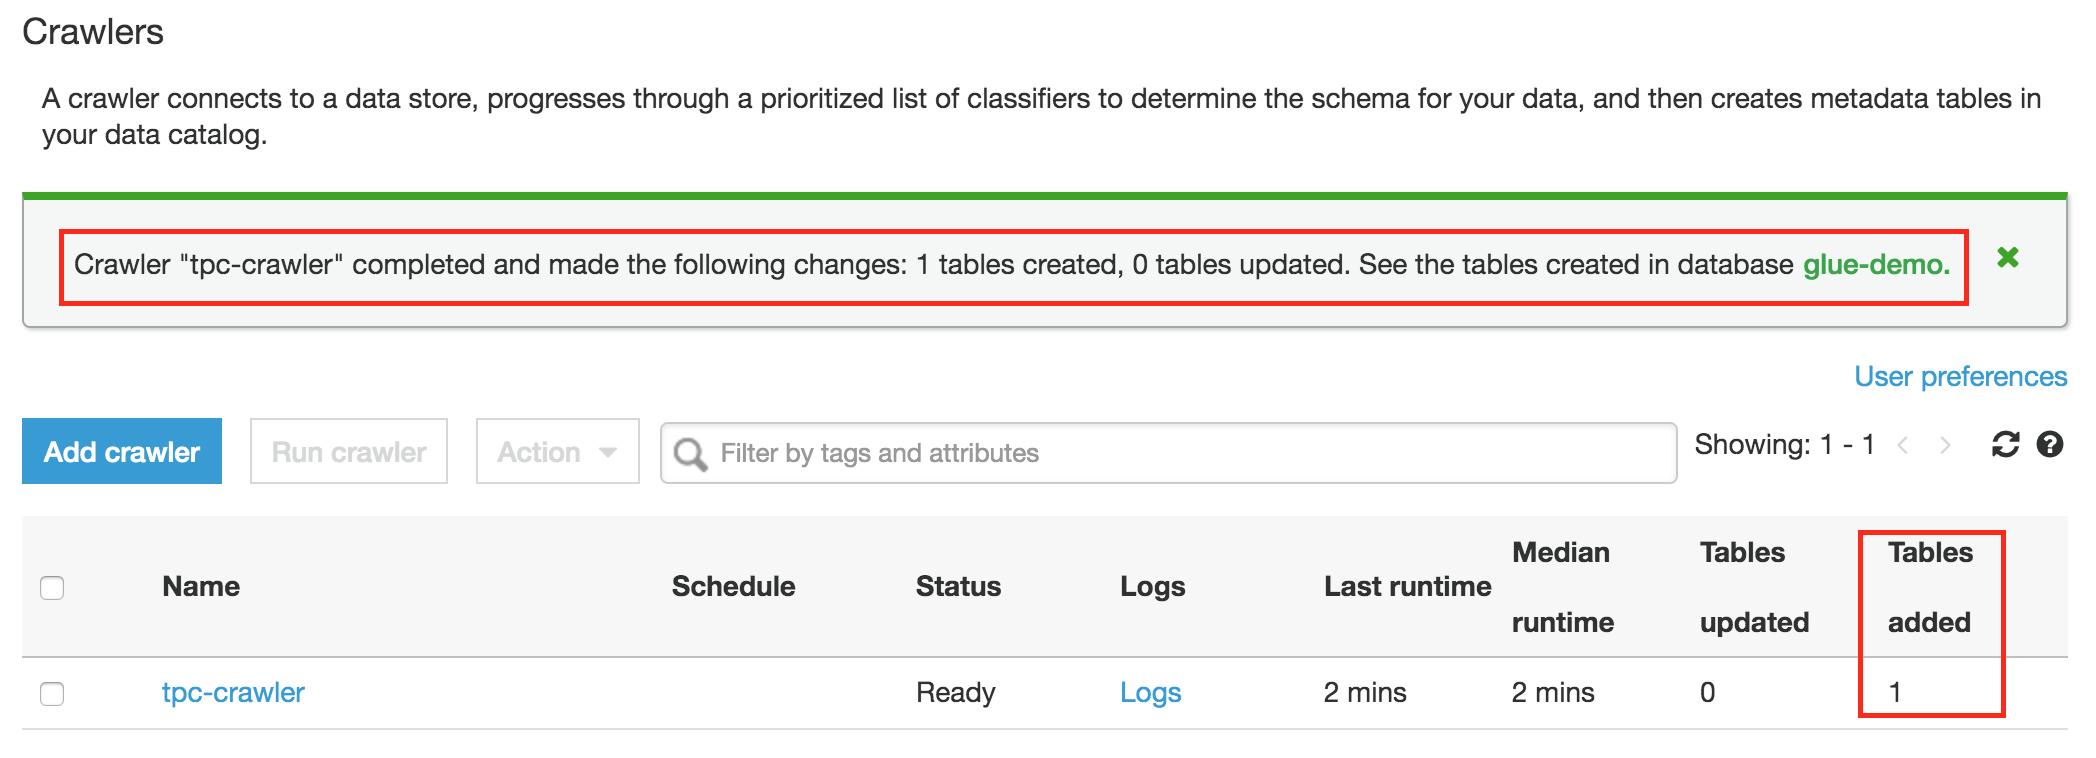 Crawlers
A crawler connects to a data store, progresses through a prioritized list of classifiers to determine the schema for your data, and then creates metadata tables in
your data catalog.
Crawler "tpc-crawler" completed and made the following changes: 1 tables created, 0 tables updated. See the tables created in database glue-demo.
User preferences
Add crawler Run crawler Action Filter by tags and attributes Showing: 1 - 1
Name Schedule Status Logs Last runtime Median runtime Tables updated Tables added
tpc-crawler Ready Logs 2 mins 2 mins 0 1